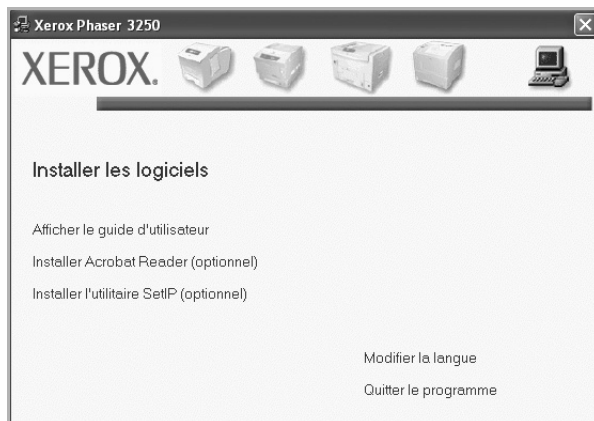 Xerox Phaser 3250
XEROX.
Installer les logiciels
Afficher le guide d'utilisateur
Installer Acrobat Reader (optionnel)
Installer l'utilitaire SetIP (optionnel)
Modifier la langue
Quitter le programme